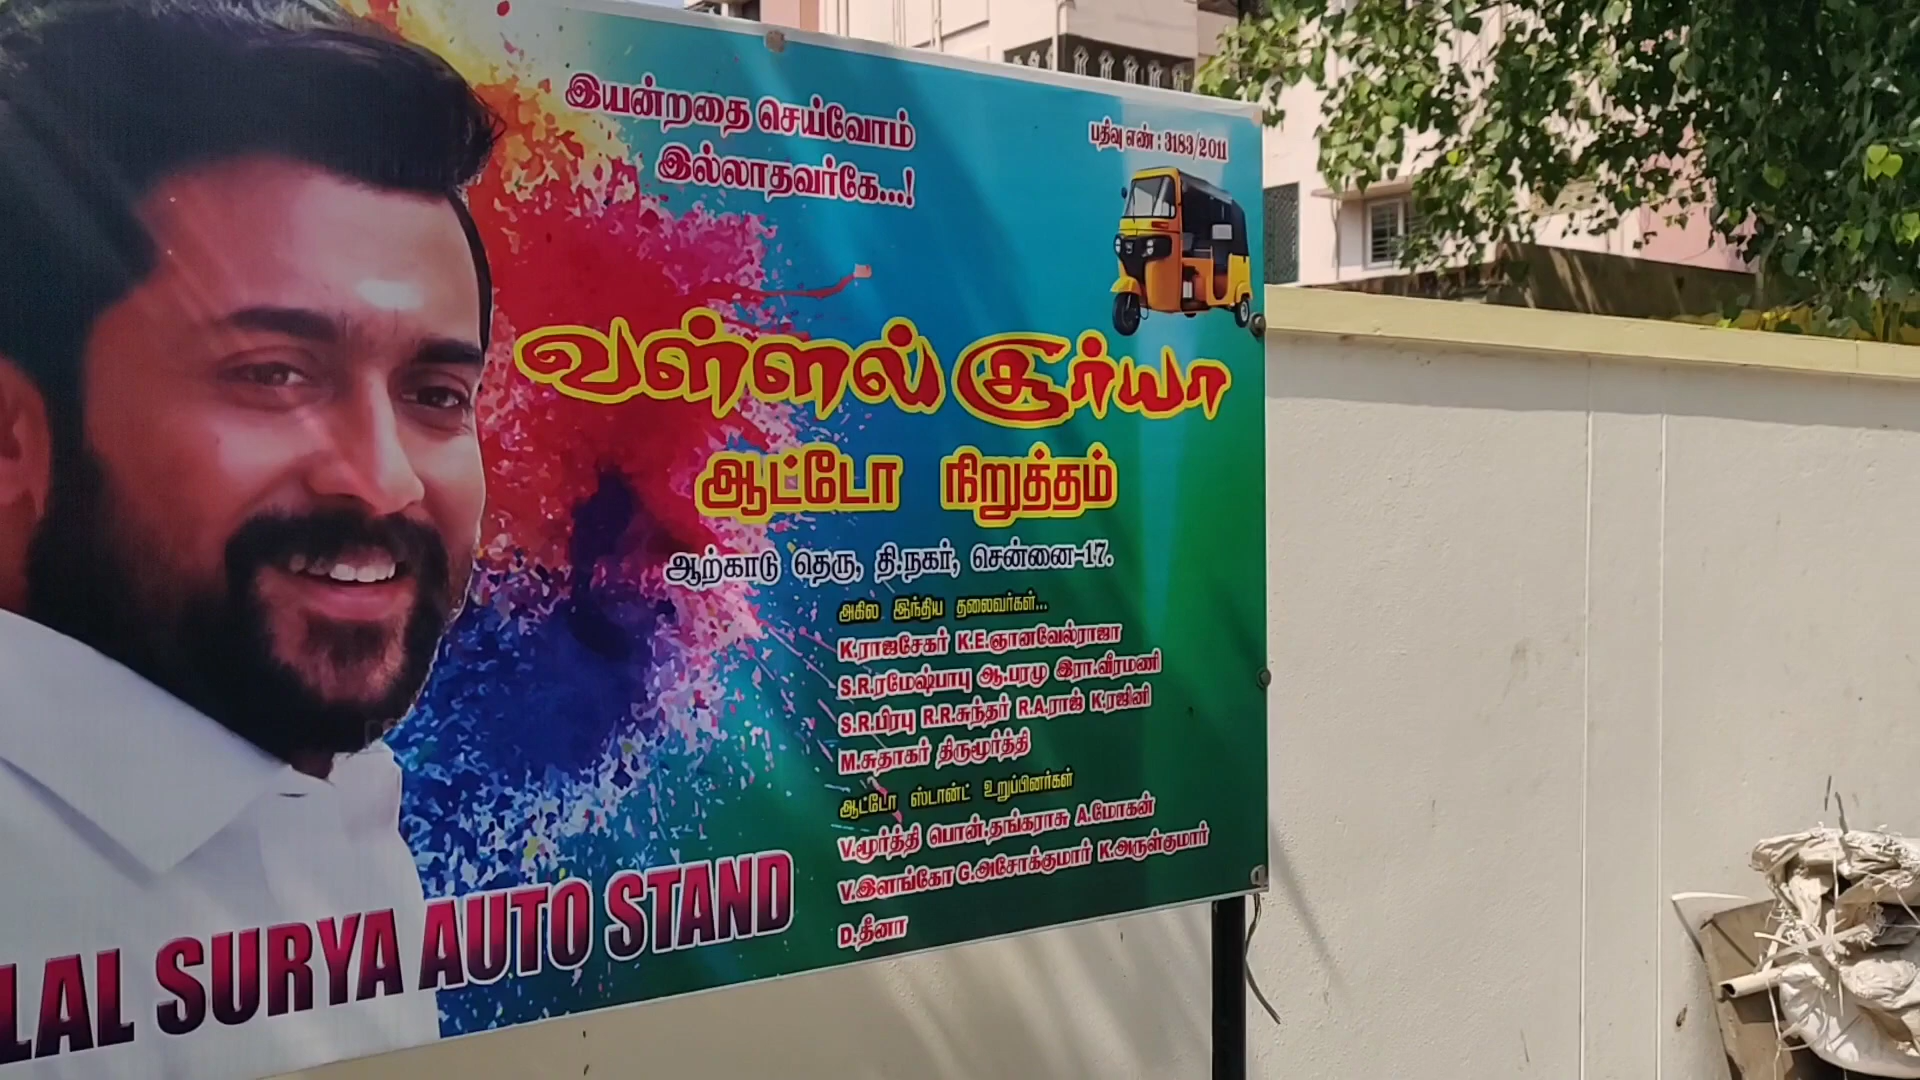 இயன்றதை செய்வோம்
இல்லாதவர்கே...!
பதிவு எண் : 3183/2011
வள்ளல் சூர்யா
ஆட்டோ நிறுத்தம்
ஆற்காடு தெரு, தி.நகர், சென்னை-17.
அகில இந்திய தலைவர்கள்...
K.ராஜசேகர் K.E.ஞானவேல்ராஜா
S.R.ரமேஷ்பாபு ஆ.பரமு இரா.வீரமணி
S.R.பிரபு R.R.சுந்தர் R.A.ராஜ் K.ரஜினி
M.சுதாகர் திருமூர்த்தி
ஆட்டோ ஸ்டாண்ட் உறுப்பினர்கள்
V.மூர்த்தி பொன்.தங்கராசு A.மோகன்
V.இளங்கோ G.அசோக்குமார் K.அருள்குமார்
D.தீனா
LAL SURYA AUTO STAND